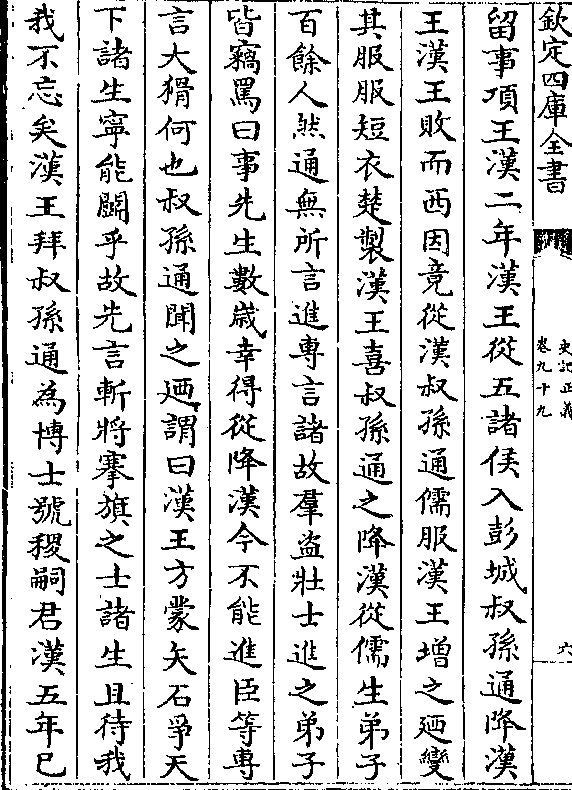 欽定四庫全書
史記正義
卷九十九
六
留事項王漢二年漢王從五諸侯入彭城叔孫通降漢
王漢王敗而西因竟從漢叔孫通儒服漢王增之廼變
其服服短衣楚製漢王喜叔孫通之降漢從儒生弟子
百餘人然通無所言進專言諸故羣盗壯士進之弟子
皆竊罵曰事先生數嵗幸得從降漢今不能進臣等專
言大猾何也叔孫通聞之廼謂曰漢王方蒙矢石爭天
下諸生寧能鬭乎故先言斬將搴旗之士諸生且待我
我不忘矣漢王拜叔孫通為博士號稷嗣君漢五年已